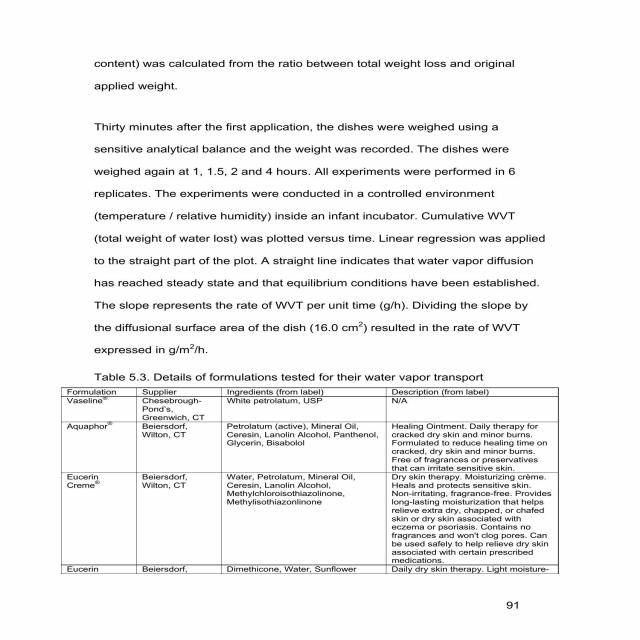 content) was calculated from the ratio between total weight loss and original
applied weight.
Thirty minutes after the first application, the dishes were weighed using a
sensitive analytical balance and the weight was recorded. The dishes were
weighed again at 1, 1.5, 2 and 4 hours. All experiments were performed in 6
replicates. The experiments were conducted in a controlled environment
(temperature / relative humidity) inside an infant incubator. Cumulative WVT
(total weight of water lost) was plotted versus time. Linear regression was applied
to the straight part of the plot. A straight line indicates that water vapor diffusion
has reached steady state and that equilibrium conditions have been established.
The slope represents the rate of WVT per unit time (g/h). Dividing the slope by
the diffusional surface area of the dish (16.0 cm²) resulted in the rate of WVT
expressed in g/m²/h.
Table 5.3. Details of formulations tested for their water vapor transport
Formulation Supplier Ingredients (from label) Description (from label)
Vaseline® Chesebrough- White petrolatum, USP N/A
Pond's,
Greenwich, CT
Aquaphor® Beiersdorf, Petrolatum (active), Mineral Oil, Healing Ointment. Daily therapy for
Wilton, CT Ceresin, Lanolin Alcohol, Panthenol, cracked dry skin and minor burns.
Glycerin, Bisabolol Formulated to reduce healing time on
cracked, dry skin and minor burns.
Free of fragrances or preservatives
that can irritate sensitive skin.
Eucerin Beiersdorf, Water, Petrolatum, Mineral Oil, Dry skin therapy. Moisturizing crème.
Creme® Wilton, CT Ceresin, Lanolin Alcohol, Heals and protects sensitive skin.
Methylchloroisothiazolinone, Non-irritating, fragrance-free. Provides
Methylisothiazonlinone long-lasting moisturization that helps
relieve extra dry, chapped, or chafed
skin or dry skin associated with
eczema or psoriasis. Contains no
fragrances and won't clog pores. Can
be used safely to help relieve dry skin
associated with certain prescribed
medications.
Eucerin Beiersdorf, Dimethicone, Water, Sunflower Daily dry skin therapy. Light moisture-
91